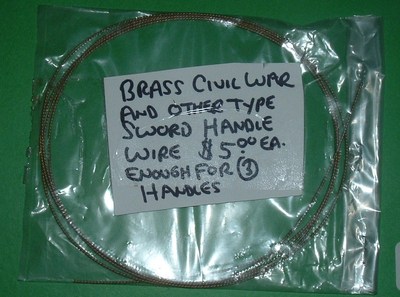 BRASS CIVIL WAR
AND OTHER TYPE
SWORD HANDLE
WIRE $5.00 EA.
ENOUGH FOR 3
HANDLES